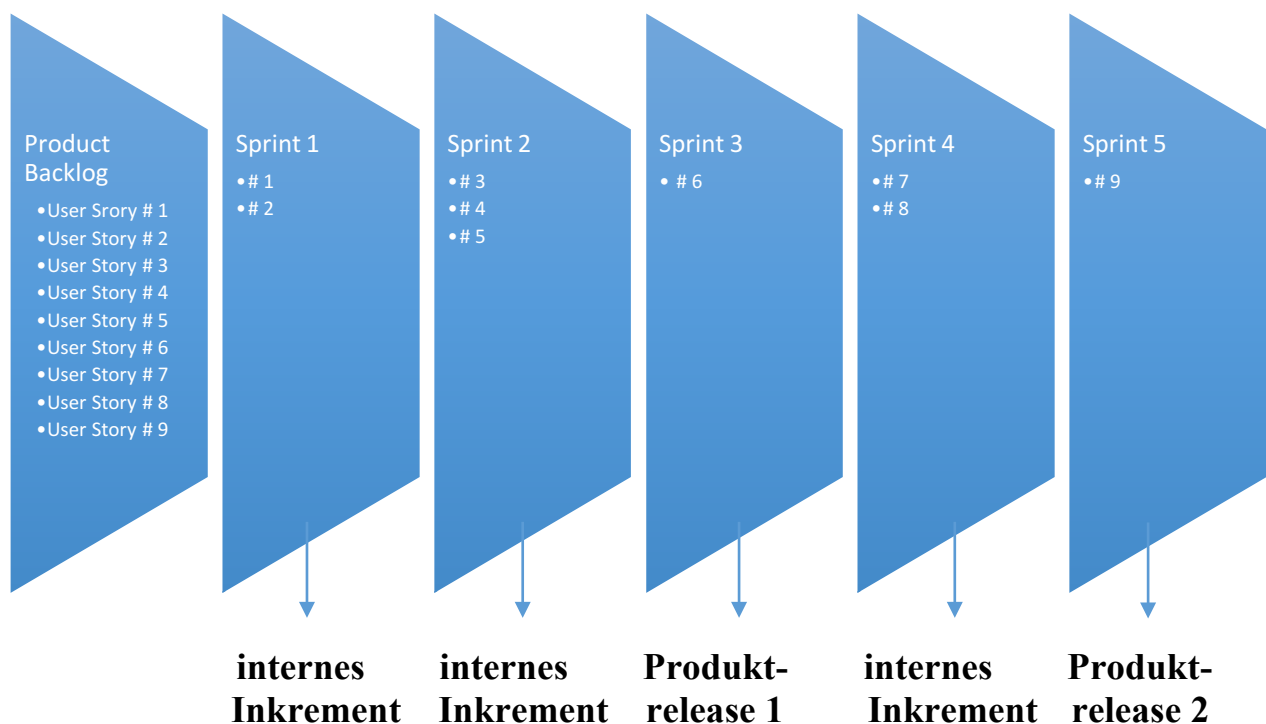 Product
Backlog
•User Srory # 1
•User Story # 2
•User Story # 3
•User Story # 4
•User Story # 5
•User Story # 6
•User Story # 7
•User Story # 8
•User Story # 9
Sprint 1
•# 1
•# 2
Sprint 2
•# 3
•# 4
•# 5
Sprint 3
• # 6
Sprint 4
•# 7
•# 8
Sprint 5
•# 9
internes
Inkrement
internes
Inkrement
Produkt-
release 1
internes
Inkrement
Produkt-
release 2